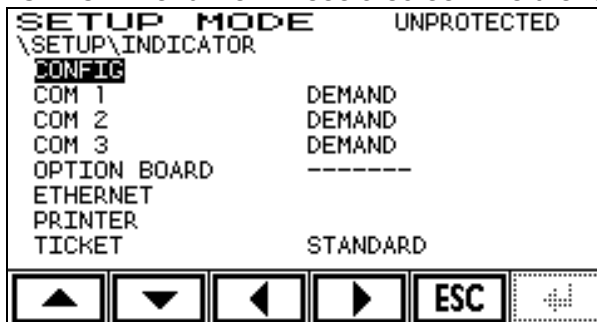 SETUP MODE UNPROTECTED
\SETUP\INDICATOR
CONFIG
COM 1 DEMAND
COM 2 DEMAND
COM 3 DEMAND
OPTION BOARD -------
ETHERNET
PRINTER
TICKET STANDARD
ESC